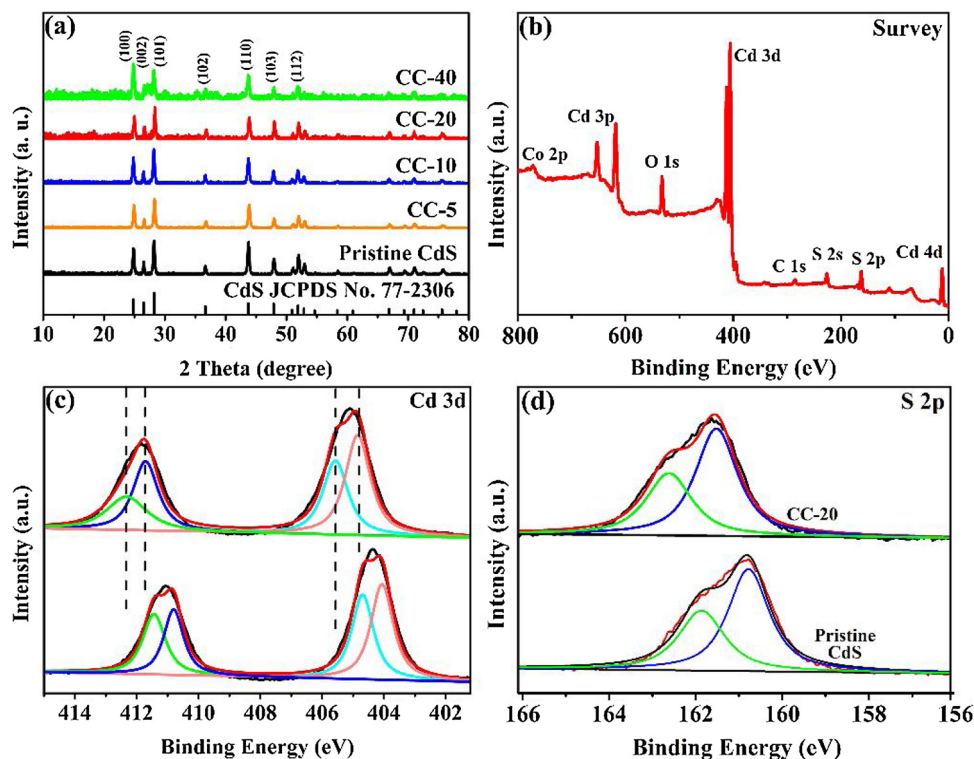 (a)
(100)
(002)
(101)
(102)
(110)
(103)
(112)
CC-40
CC-20
CC-10
CC-5
Pristine CdS
CdS JCPDS No. 77-2306
10 20 30 40 50 60 70 80
2 Theta (degree)
Intensity (a. u.)
(b)
Survey
Cd 3d
Cd 3p
Co 2p
O 1s
C 1s
S 2s
S 2p
Cd 4d
800 600 400 200 0
Binding Energy (eV)
Intensity (a.u.)
(c)
Cd 3d
414 412 410 408 406 404 402
Binding Energy (eV)
Intensity (a.u.)
(d)
S 2p
CC-20
Pristine
CdS
166 164 162 160 158 156
Binding Energy (eV)
Intensity (a.u.)